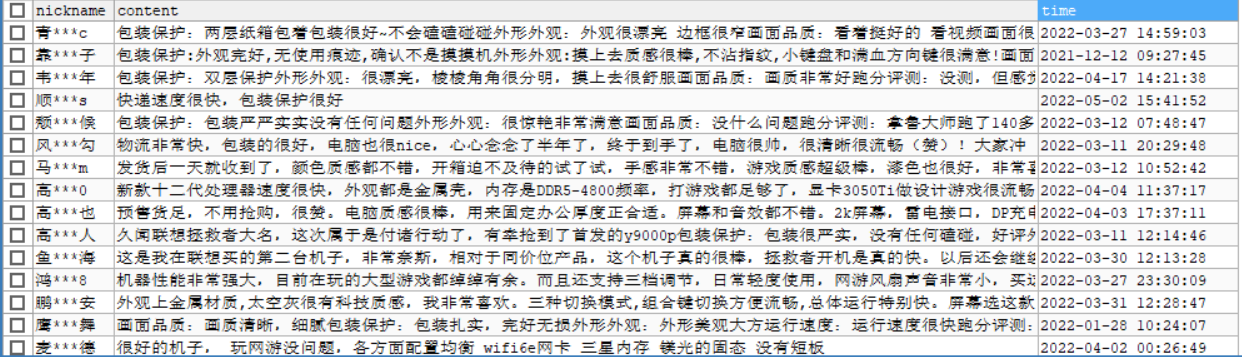 nickname content time
青***c 包装保护：两层纸箱包着包装很好~不会磕磕碰碰外形外观：外观很漂亮 边框很窄画面品质：看着挺好的 看视频画面很 2022-03-27 14:59:03
靠***子 包装保护:外观完好,无使用痕迹,确认不是摸摸机外形外观:摸上去质感很棒,不沾指纹,小键盘和满血方向键很满意!画面 2021-12-12 09:27:45
韦***年 包装保护：双层保护外形外观：很漂亮，棱棱角角很分明，摸上去很舒服画面品质：画质非常好跑分评测：没测，但感觉 2022-04-17 14:21:38
顺***s 快递速度很快，包装保护很好 2022-05-02 15:41:52
颓***候 包装保护：包装严严实实没有任何问题外形外观：很惊艳非常满意画面品质：没什么问题跑分评测：拿鲁大师跑了140多 2022-03-12 07:48:47
风***勾 物流非常快，包装的很好，电脑也很nice，心心念念了半年了，终于到手了，电脑很帅，很清晰很流畅（赞）！大家冲 2022-03-11 20:29:48
马***m 发货后一天就收到了，颜色质感都不错，开箱迫不及待的试了试，手感非常不错，游戏质感超级棒，漆色也很好，非常喜 2022-03-12 10:52:42
高***0 新款十二代处理器速度很快，外观都是金属壳，内存是DDR5-4800频率，打游戏都足够了，显卡3050Ti做设计游戏很流畅 2022-04-04 11:37:17
高***也 预售货足，不用抢购，很赞。电脑质感很棒，用来固定办公厚度正合适。屏幕和音效都不错。2k屏幕，雷电接口，DP充电 2022-04-03 17:37:11
高***人 久闻联想拯救者大名，这次属于是付诸行动了，有幸抢到了首发的y9000p包装保护：包装很严实，没有任何磕碰，好评外 2022-03-11 12:14:46
鱼***海 这是我在联想买的第二台机子，非常奈斯，相对于同价位产品，这个机子真的很棒，拯救者开机是真的快。以后还会继续 2022-03-30 12:13:28
鸿***8 机器性能非常强大，目前在玩的大型游戏都绰绰有余。而且还支持三档调节，日常轻度使用，网游风扇声音非常小，买过 2022-03-27 23:30:09
鹏***安 外观上金属材质,太空灰很有科技质感，我非常喜欢。三种切换模式,组合键切换方便流畅,总体运行特别快。屏幕选这款 2022-03-31 12:28:47
鹰***舞 画面品质：画质清晰，细腻包装保护：包装扎实，完好无损外形外观：外形美观大方运行速度：运行速度很快跑分评测: 2022-01-28 10:24:07
麦***德 很好的机子， 玩网游没问题，各方面配置均衡 wifi6e网卡 三星内存 镁光的固态 没有短板 2022-04-02 00:26:49